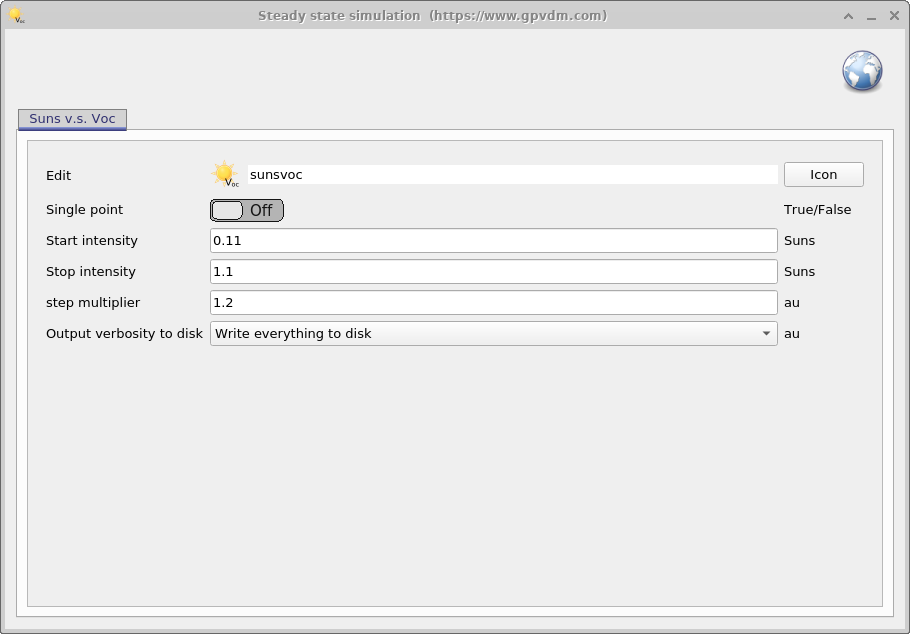 Steady state simulation (https://www.gpvdm.com)
Voc
Suns v.s. Voc
Edit Voc sunsvoc Icon
Single point Off True/False
Start intensity 0.11 Suns
Stop intensity 1.1 Suns
step multiplier 1.2 au
Output verbosity to disk Write everything to disk au